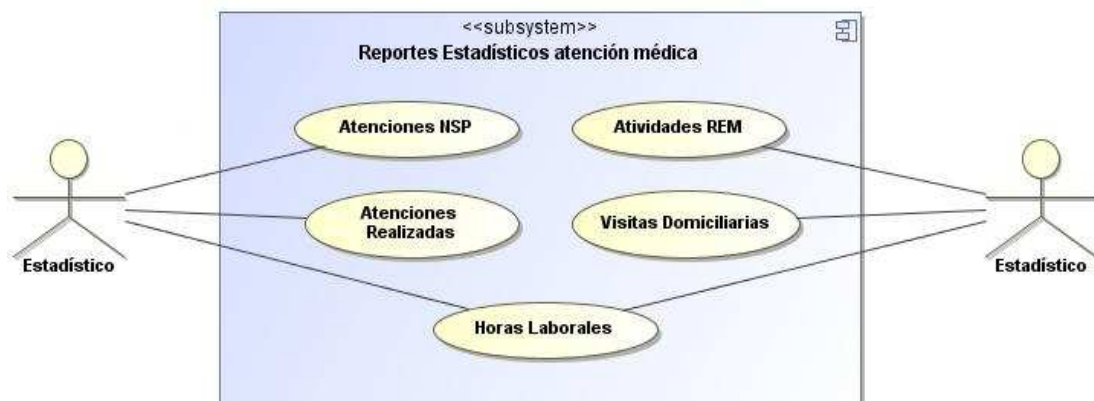 <<subsystem>>
Reportes Estadísticos atención médica
Atenciones NSP
Atividades REM
Atenciones
Realizadas
Visitas Domiciliarias
Estadístico
Estadístico
Horas Laborales